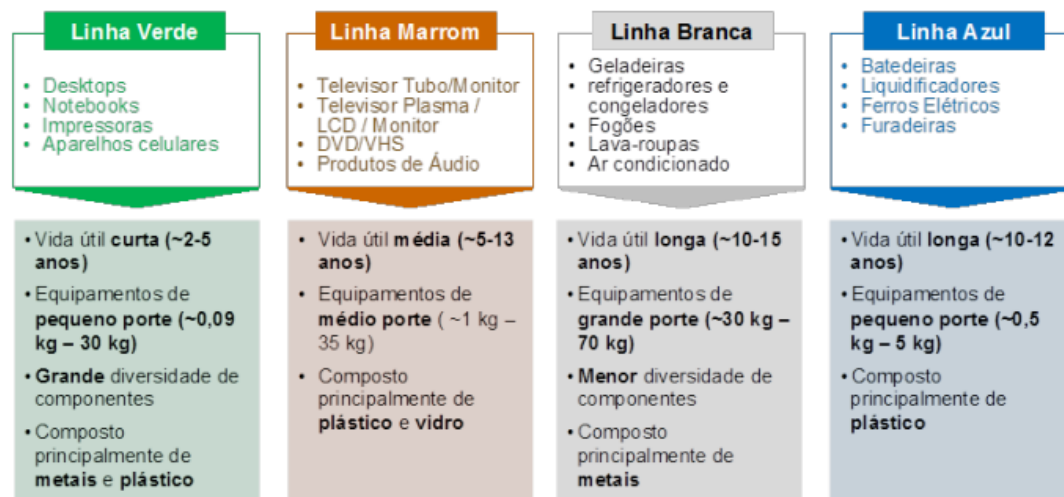 Linha Verde
• Desktops
• Notebooks
• Impressoras
• Aparelhos celulares
• Vida útil curta (~2-5
anos)
• Equipamentos de
pequeno porte (~0,09
kg – 30 kg)
• Grande diversidade de
componentes
• Composto
principalmente de
metais e plástico
Linha Marrom
• Televisor Tubo/Monitor
• Televisor Plasma /
LCD / Monitor
• DVD/VHS
• Produtos de Áudio
• Vida útil média (~5-13
anos)
• Equipamentos de
médio porte ( ~1 kg –
35 kg)
• Composto
principalmente de
plástico e vidro
Linha Branca
• Geladeiras
• refrigeradores e
congeladores
• Fogões
• Lava-roupas
• Ar condicionado
• Vida útil longa (~10-15
anos)
• Equipamentos de
grande porte (~30 kg –
70 kg)
• Menor diversidade de
componentes
• Composto
principalmente de
metais
Linha Azul
• Batedeiras
• Liquidificadores
• Ferros Elétricos
• Furadeiras
• Vida útil longa (~10-12
anos)
• Equipamentos de
pequeno porte (~0,5
kg – 5 kg)
• Composto
principalmente de
plástico